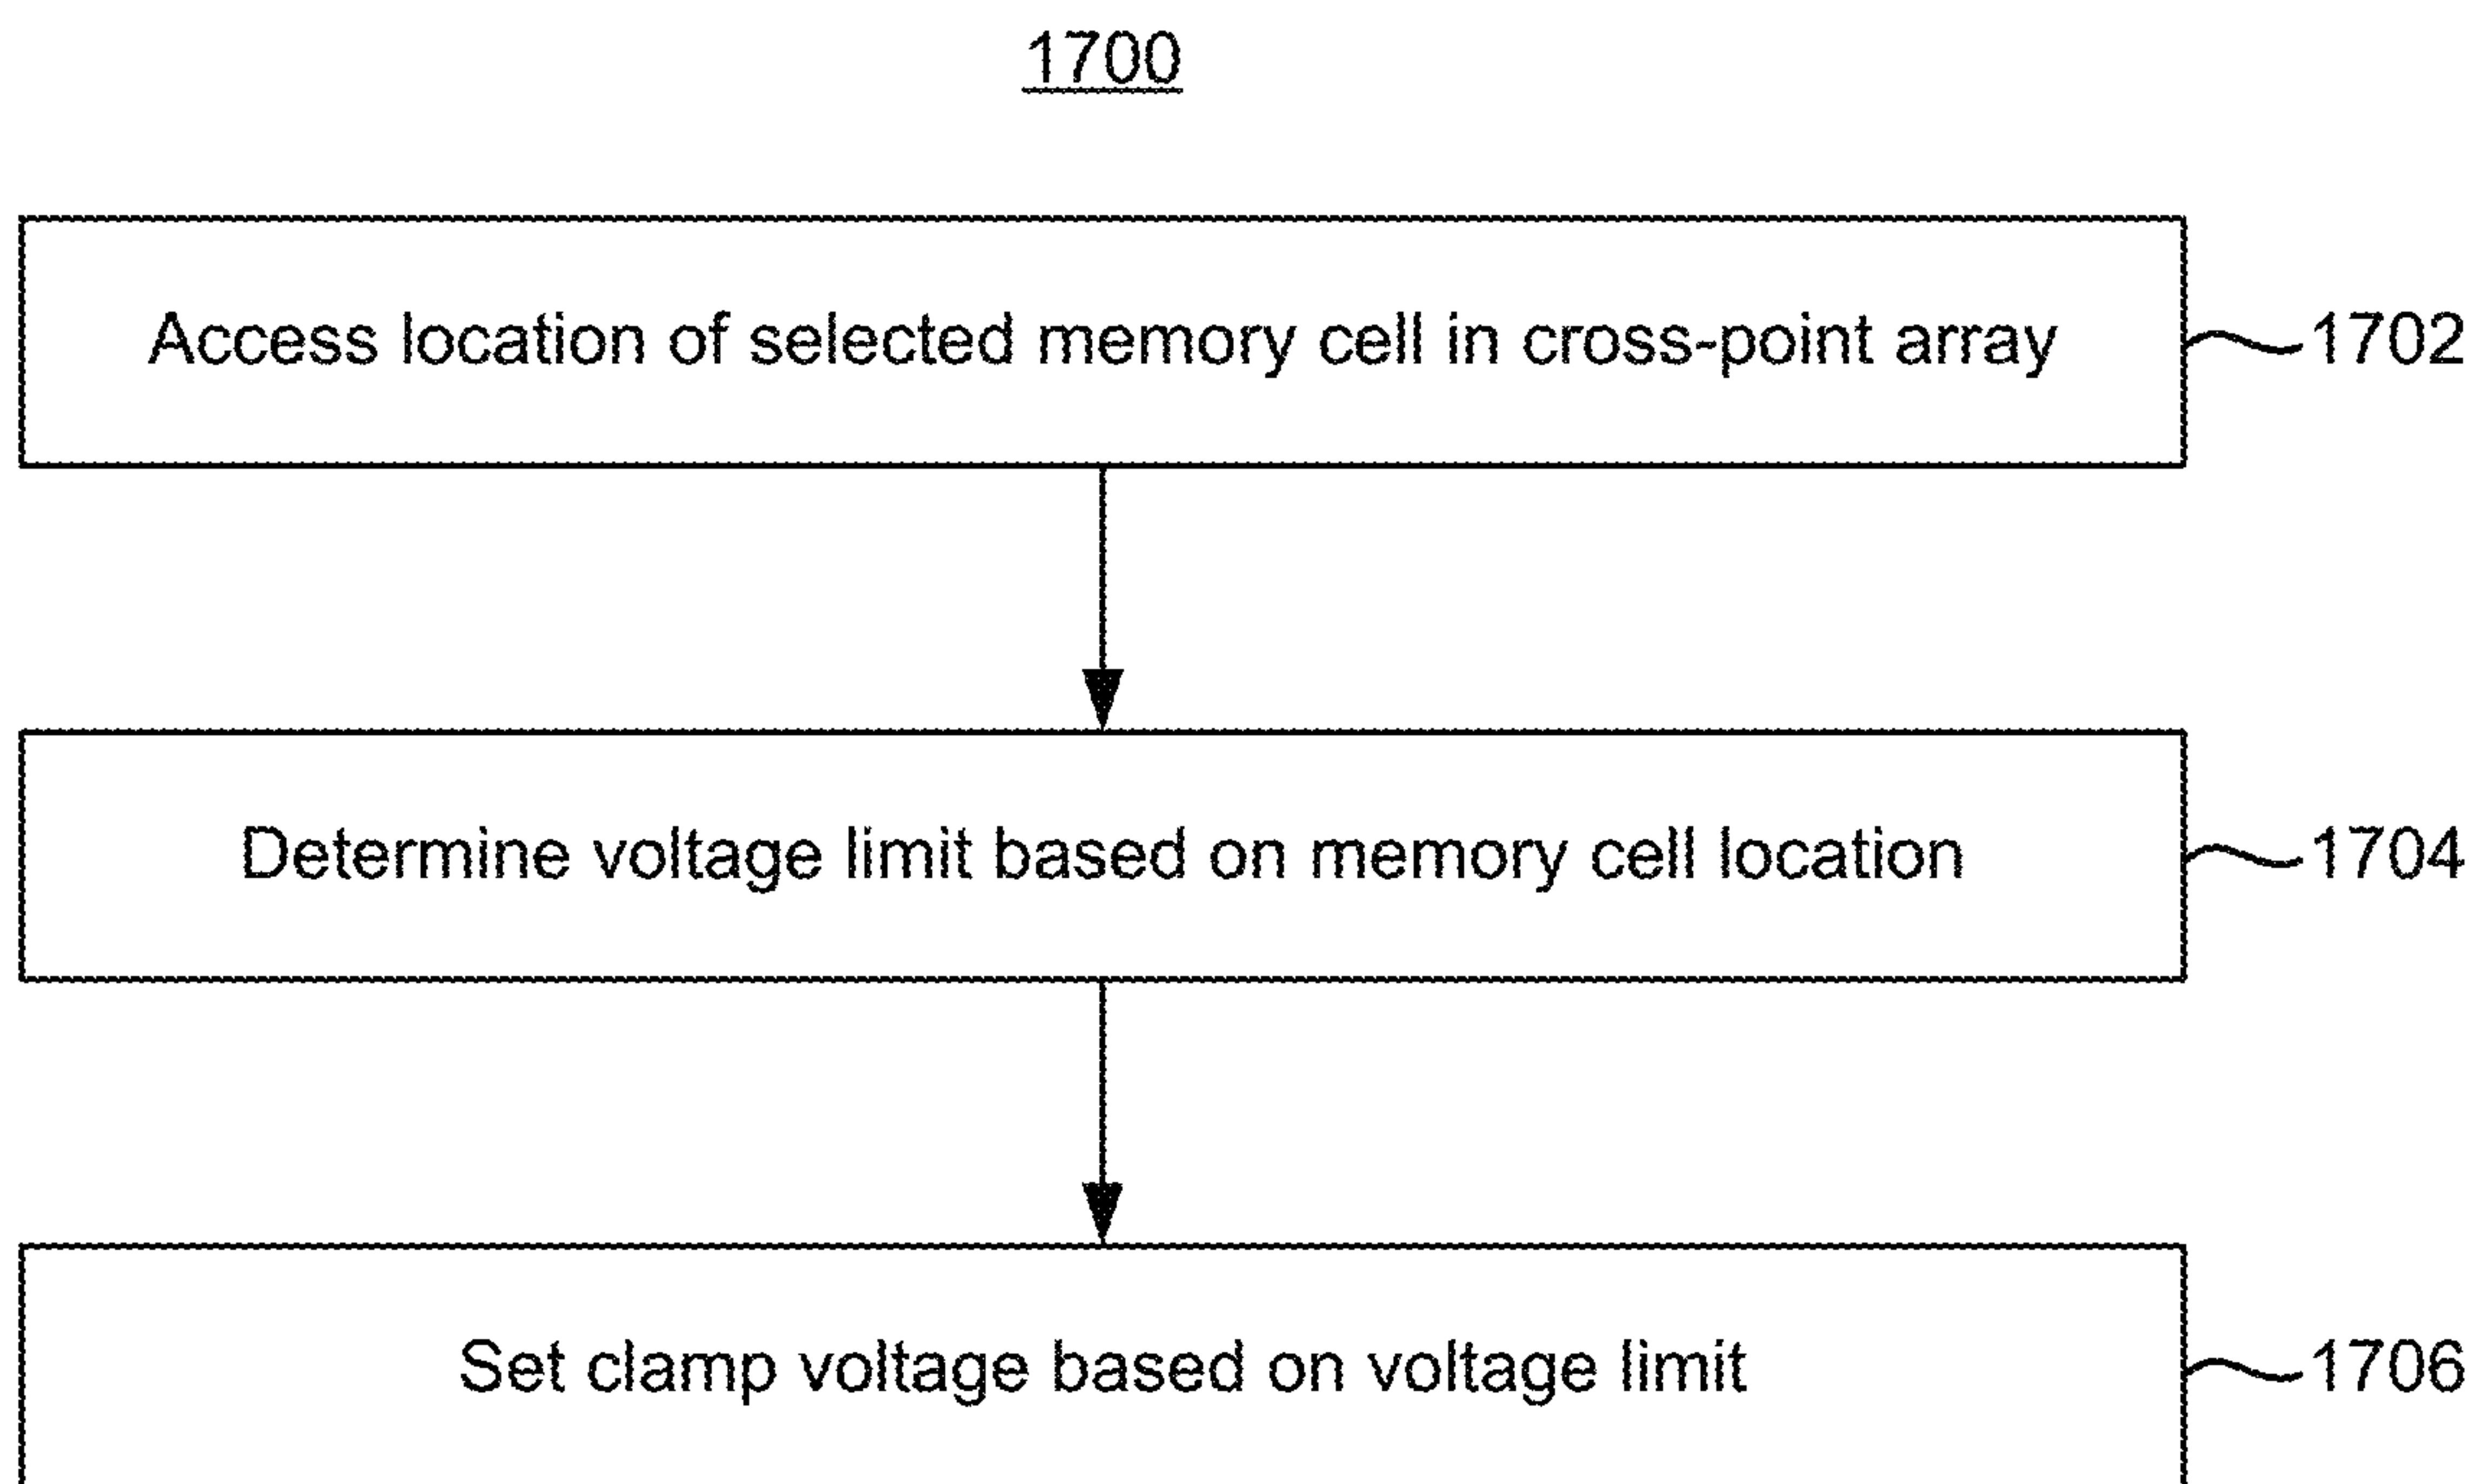 1700
Access location of selected memory cell in cross-point array
1702
Determine voltage limit based on memory cell location
1704
Set clamp voltage based on voltage limit
1706